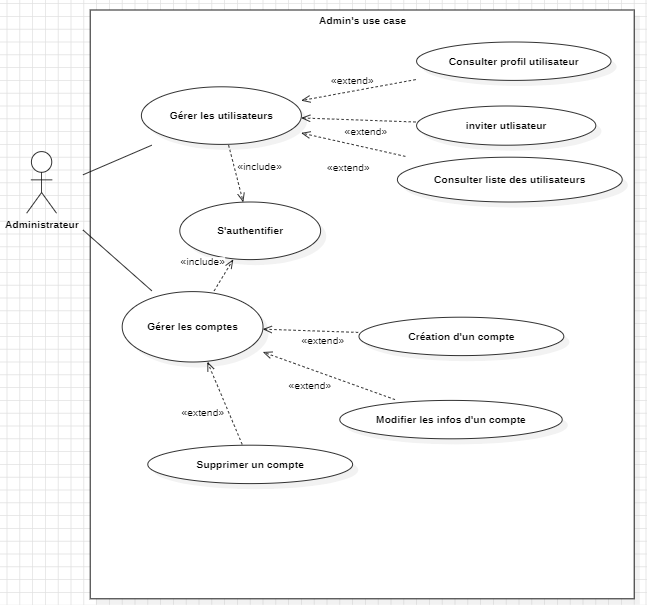 Admin's use case
Consulter profil utilisateur
«extend»
Gérer les utilisateurs
inviter utlisateur
«extend»
«include»
«extend»
Consulter liste des utilisateurs
Administrateur
S'authentifier
«include»
Gérer les comptes
Création d'un compte
«extend»
«extend»
Modifier les infos d'un compte
«extend»
Supprimer un compte